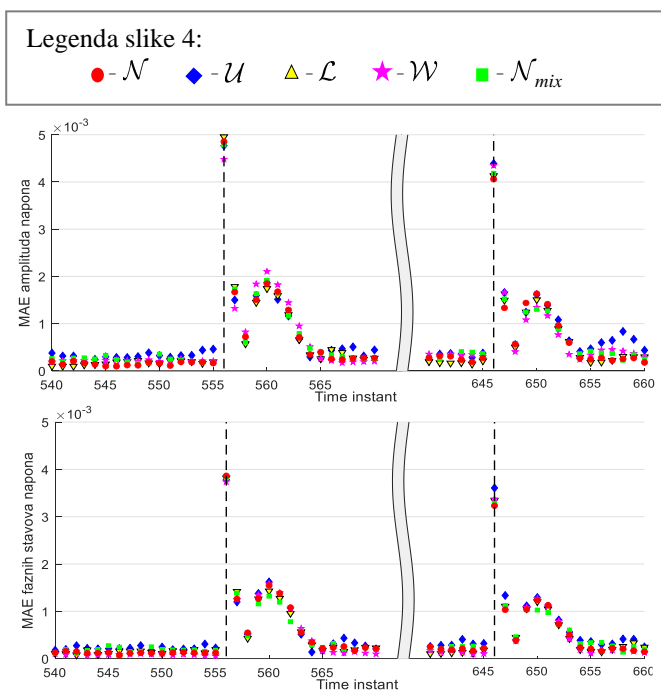 Legenda slike 4:
- 𝒩 - 𝒰 - ℒ - 𝒲 - 𝒩mix
×10⁻³
5
4
3
2
1
0
MAE amplituda napona
540 545 550 555 560 565 645 650 655 660
Time instant
×10⁻³
5
4
3
2
1
0
MAE faznih stavova napona
540 545 550 555 560 565 645 650 655 660
Time instant